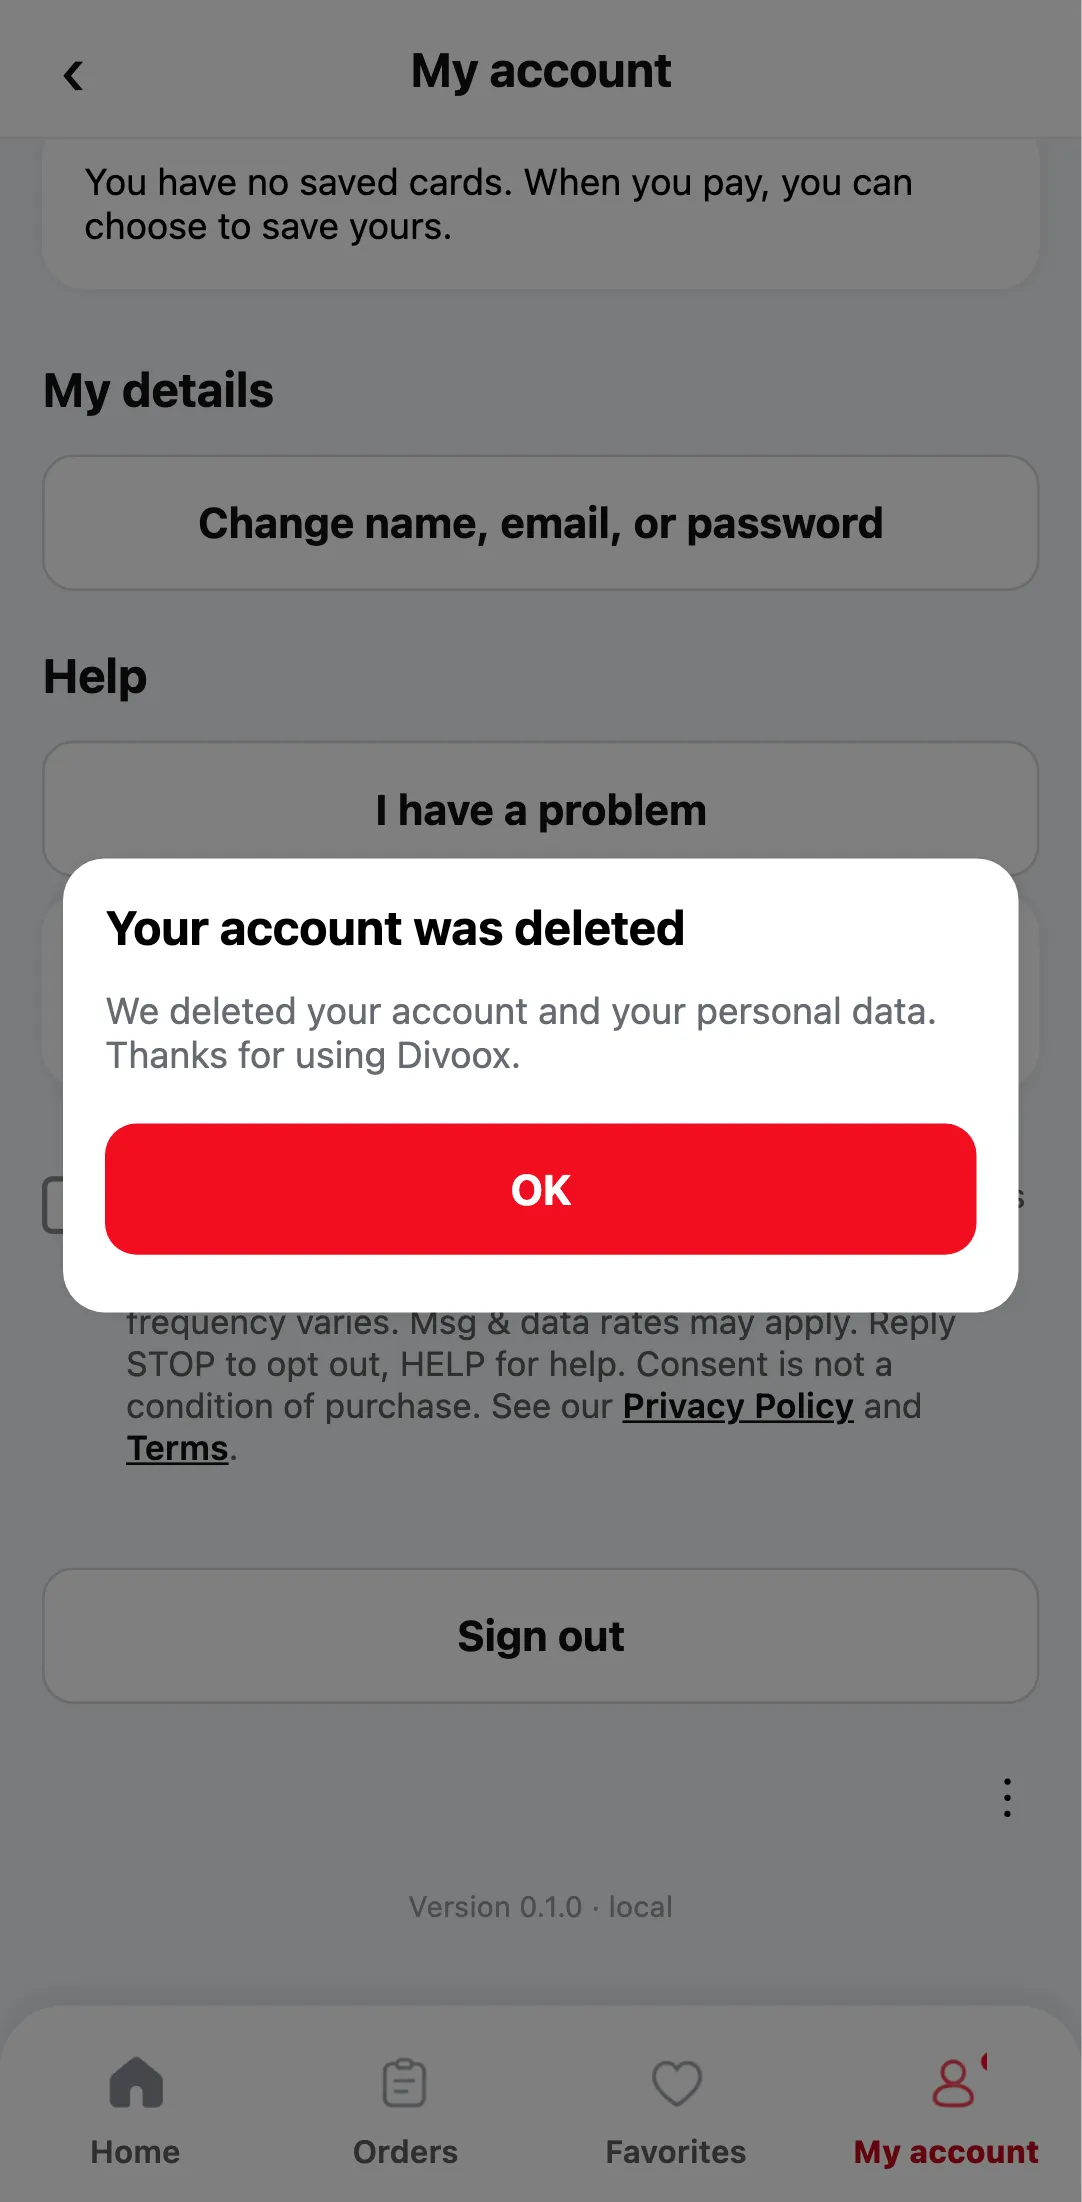 My account
You have no saved cards. When you pay, you can
choose to save yours.
My details
Change name, email, or password
Help
I have a problem
Your account was deleted
We deleted your account and your personal data.
Thanks for using Divoox.
OK
frequency varies. Msg & data rates may apply. Reply
STOP to opt out, HELP for help. Consent is not a
condition of purchase. See our Privacy Policy and
Terms.
Sign out
Version 0.1.0 · local
Home
Orders
Favorites
My account